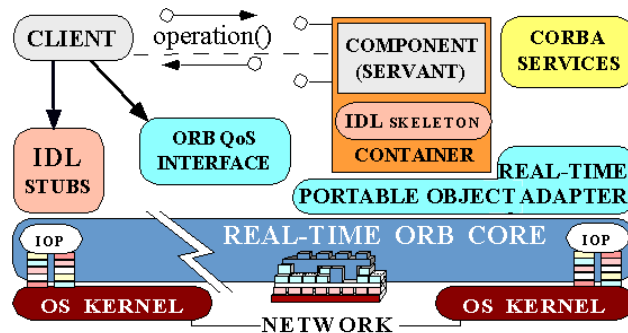 CLIENT
operation()
COMPONENT
(SERVANT)
CORBA
SERVICES
IDL
STUBS
ORB QoS
INTERFACE
IDL SKELETON
CONTAINER
REAL-TIME
PORTABLE OBJECT ADAPTER
IOP
REAL-TIME ORB CORE
IOP
OS KERNEL
NETWORK
OS KERNEL